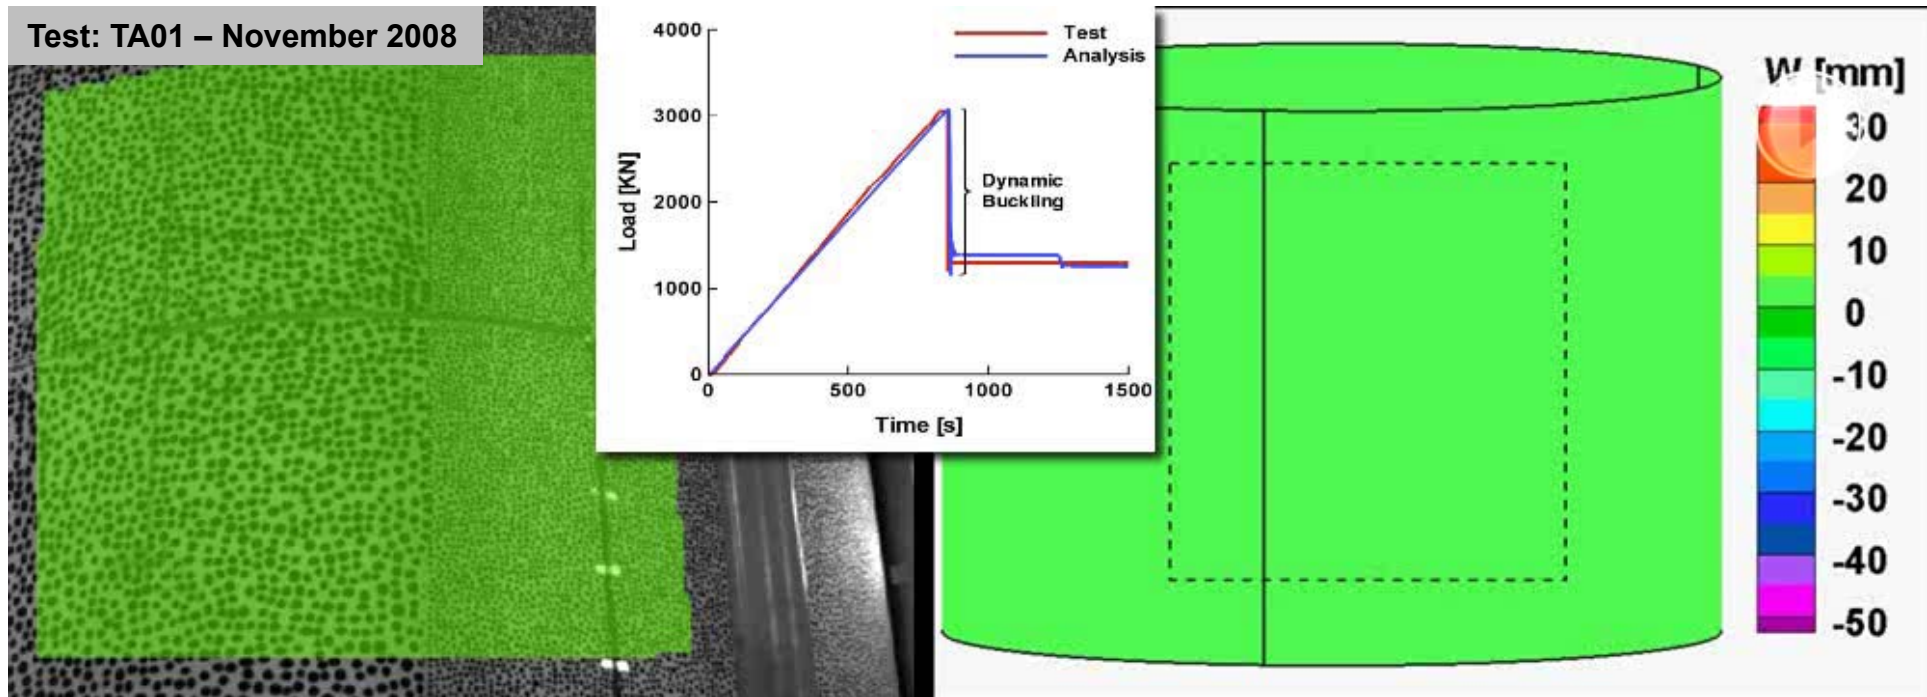 Test: TA01 – November 2008
4000
3000
2000
1000
0
Load [KN]
Test
Analysis
Dynamic
Buckling
0 500 1000 1500
Time [s]
W [mm]
30
20
10
0
-10
-20
-30
-40
-50